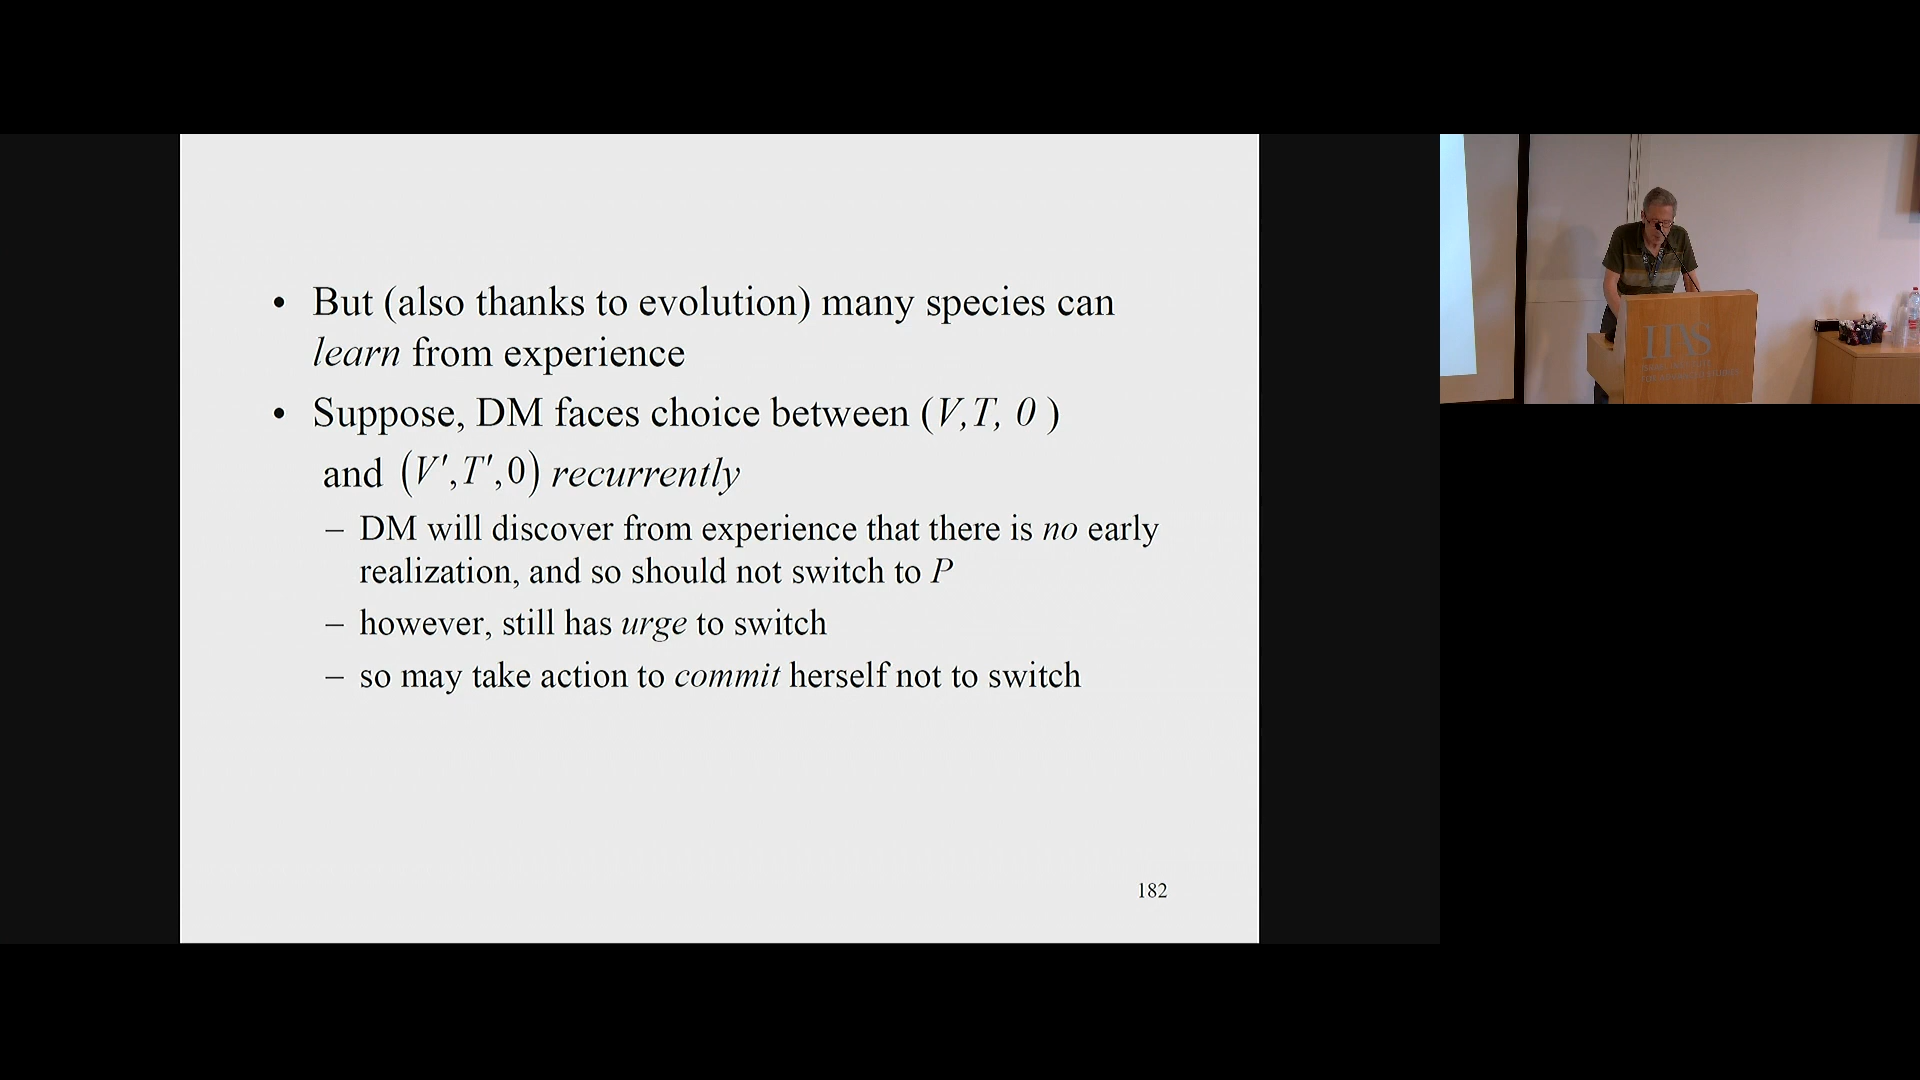 • But (also thanks to evolution) many species can
learn from experience
• Suppose, DM faces choice between (V,T, 0 )
and (V′,T′,0) recurrently
– DM will discover from experience that there is no early
realization, and so should not switch to P
– however, still has urge to switch
– so may take action to commit herself not to switch
182
IIAS